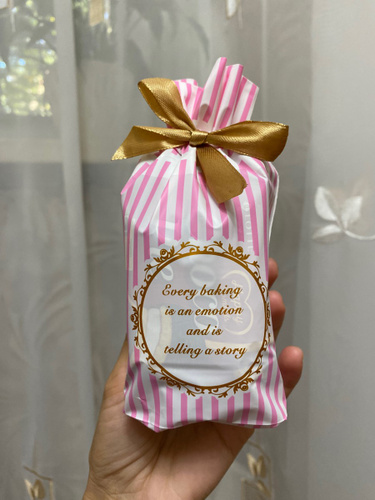 Every baking
is an emotion
and is
telling a story